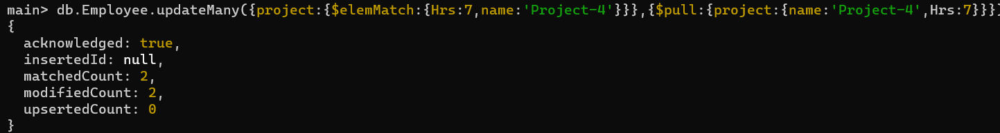 main> db.Employee.updateMany({project:{$elemMatch:{Hrs:7,name:'Project-4'}}},{$pull:{project:{name:'Project-4',Hrs:7}}})
{
  acknowledged: true,
  insertedId: null,
  matchedCount: 2,
  modifiedCount: 2,
  upsertedCount: 0
}